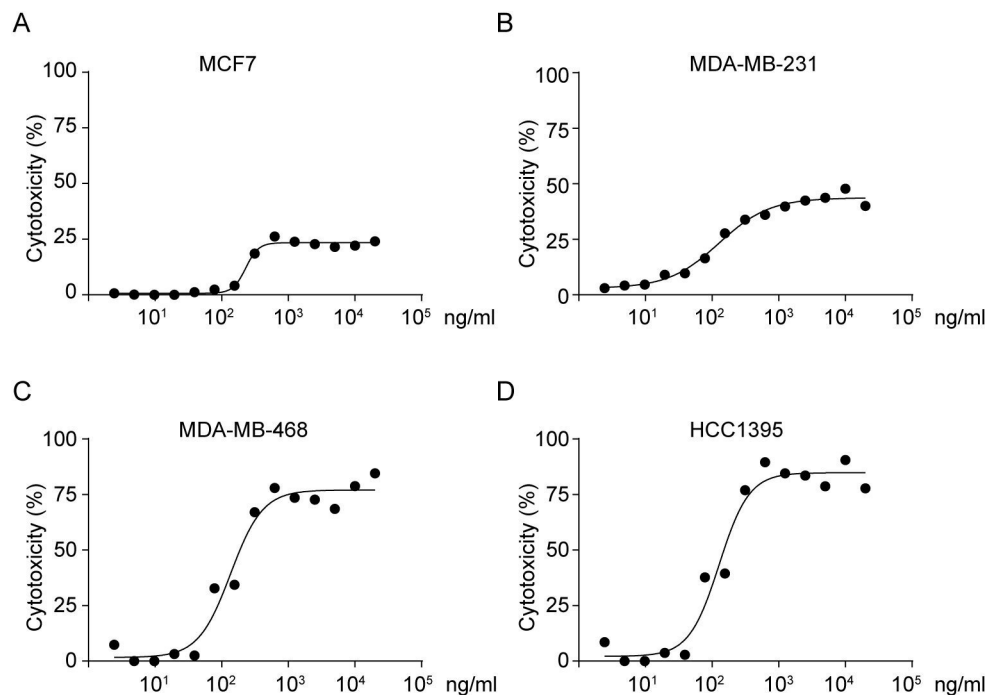 A
MCF7
Cytotoxicity (%)
100
75
50
25
0
10¹ 10² 10³ 10⁴ 10⁵ ng/ml
B
MDA-MB-231
Cytotoxicity (%)
100
75
50
25
0
10¹ 10² 10³ 10⁴ 10⁵ ng/ml
C
MDA-MB-468
Cytotoxicity (%)
100
75
50
25
0
10¹ 10² 10³ 10⁴ 10⁵ ng/ml
D
HCC1395
Cytotoxicity (%)
100
75
50
25
0
10¹ 10² 10³ 10⁴ 10⁵ ng/ml